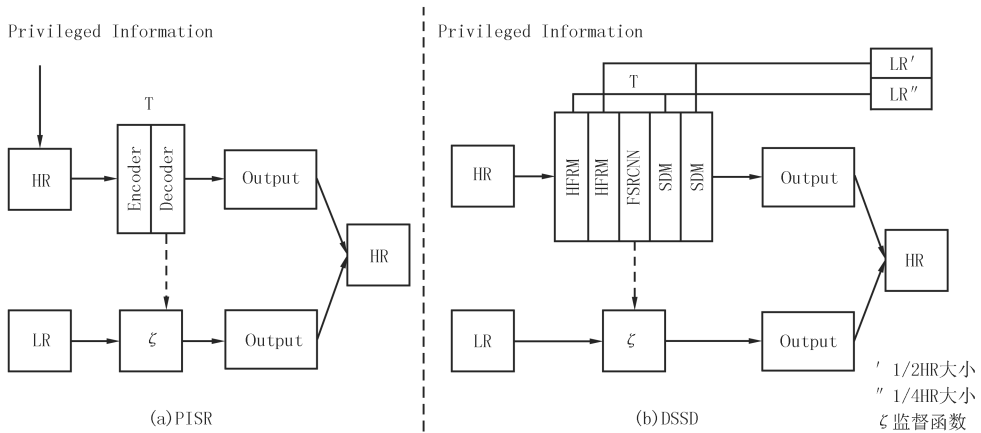 Privileged Information
T
HR
Encoder
Decoder
Output
HR
LR
ζ
Output
(a)PISR
Privileged Information
LR′
LR″
T
HR
HFRM
HFRM
FSRCNN
SDM
SDM
Output
HR
LR
ζ
Output
′ 1/2HR大小
″ 1/4HR大小
ζ监督函数
(b)DSSD